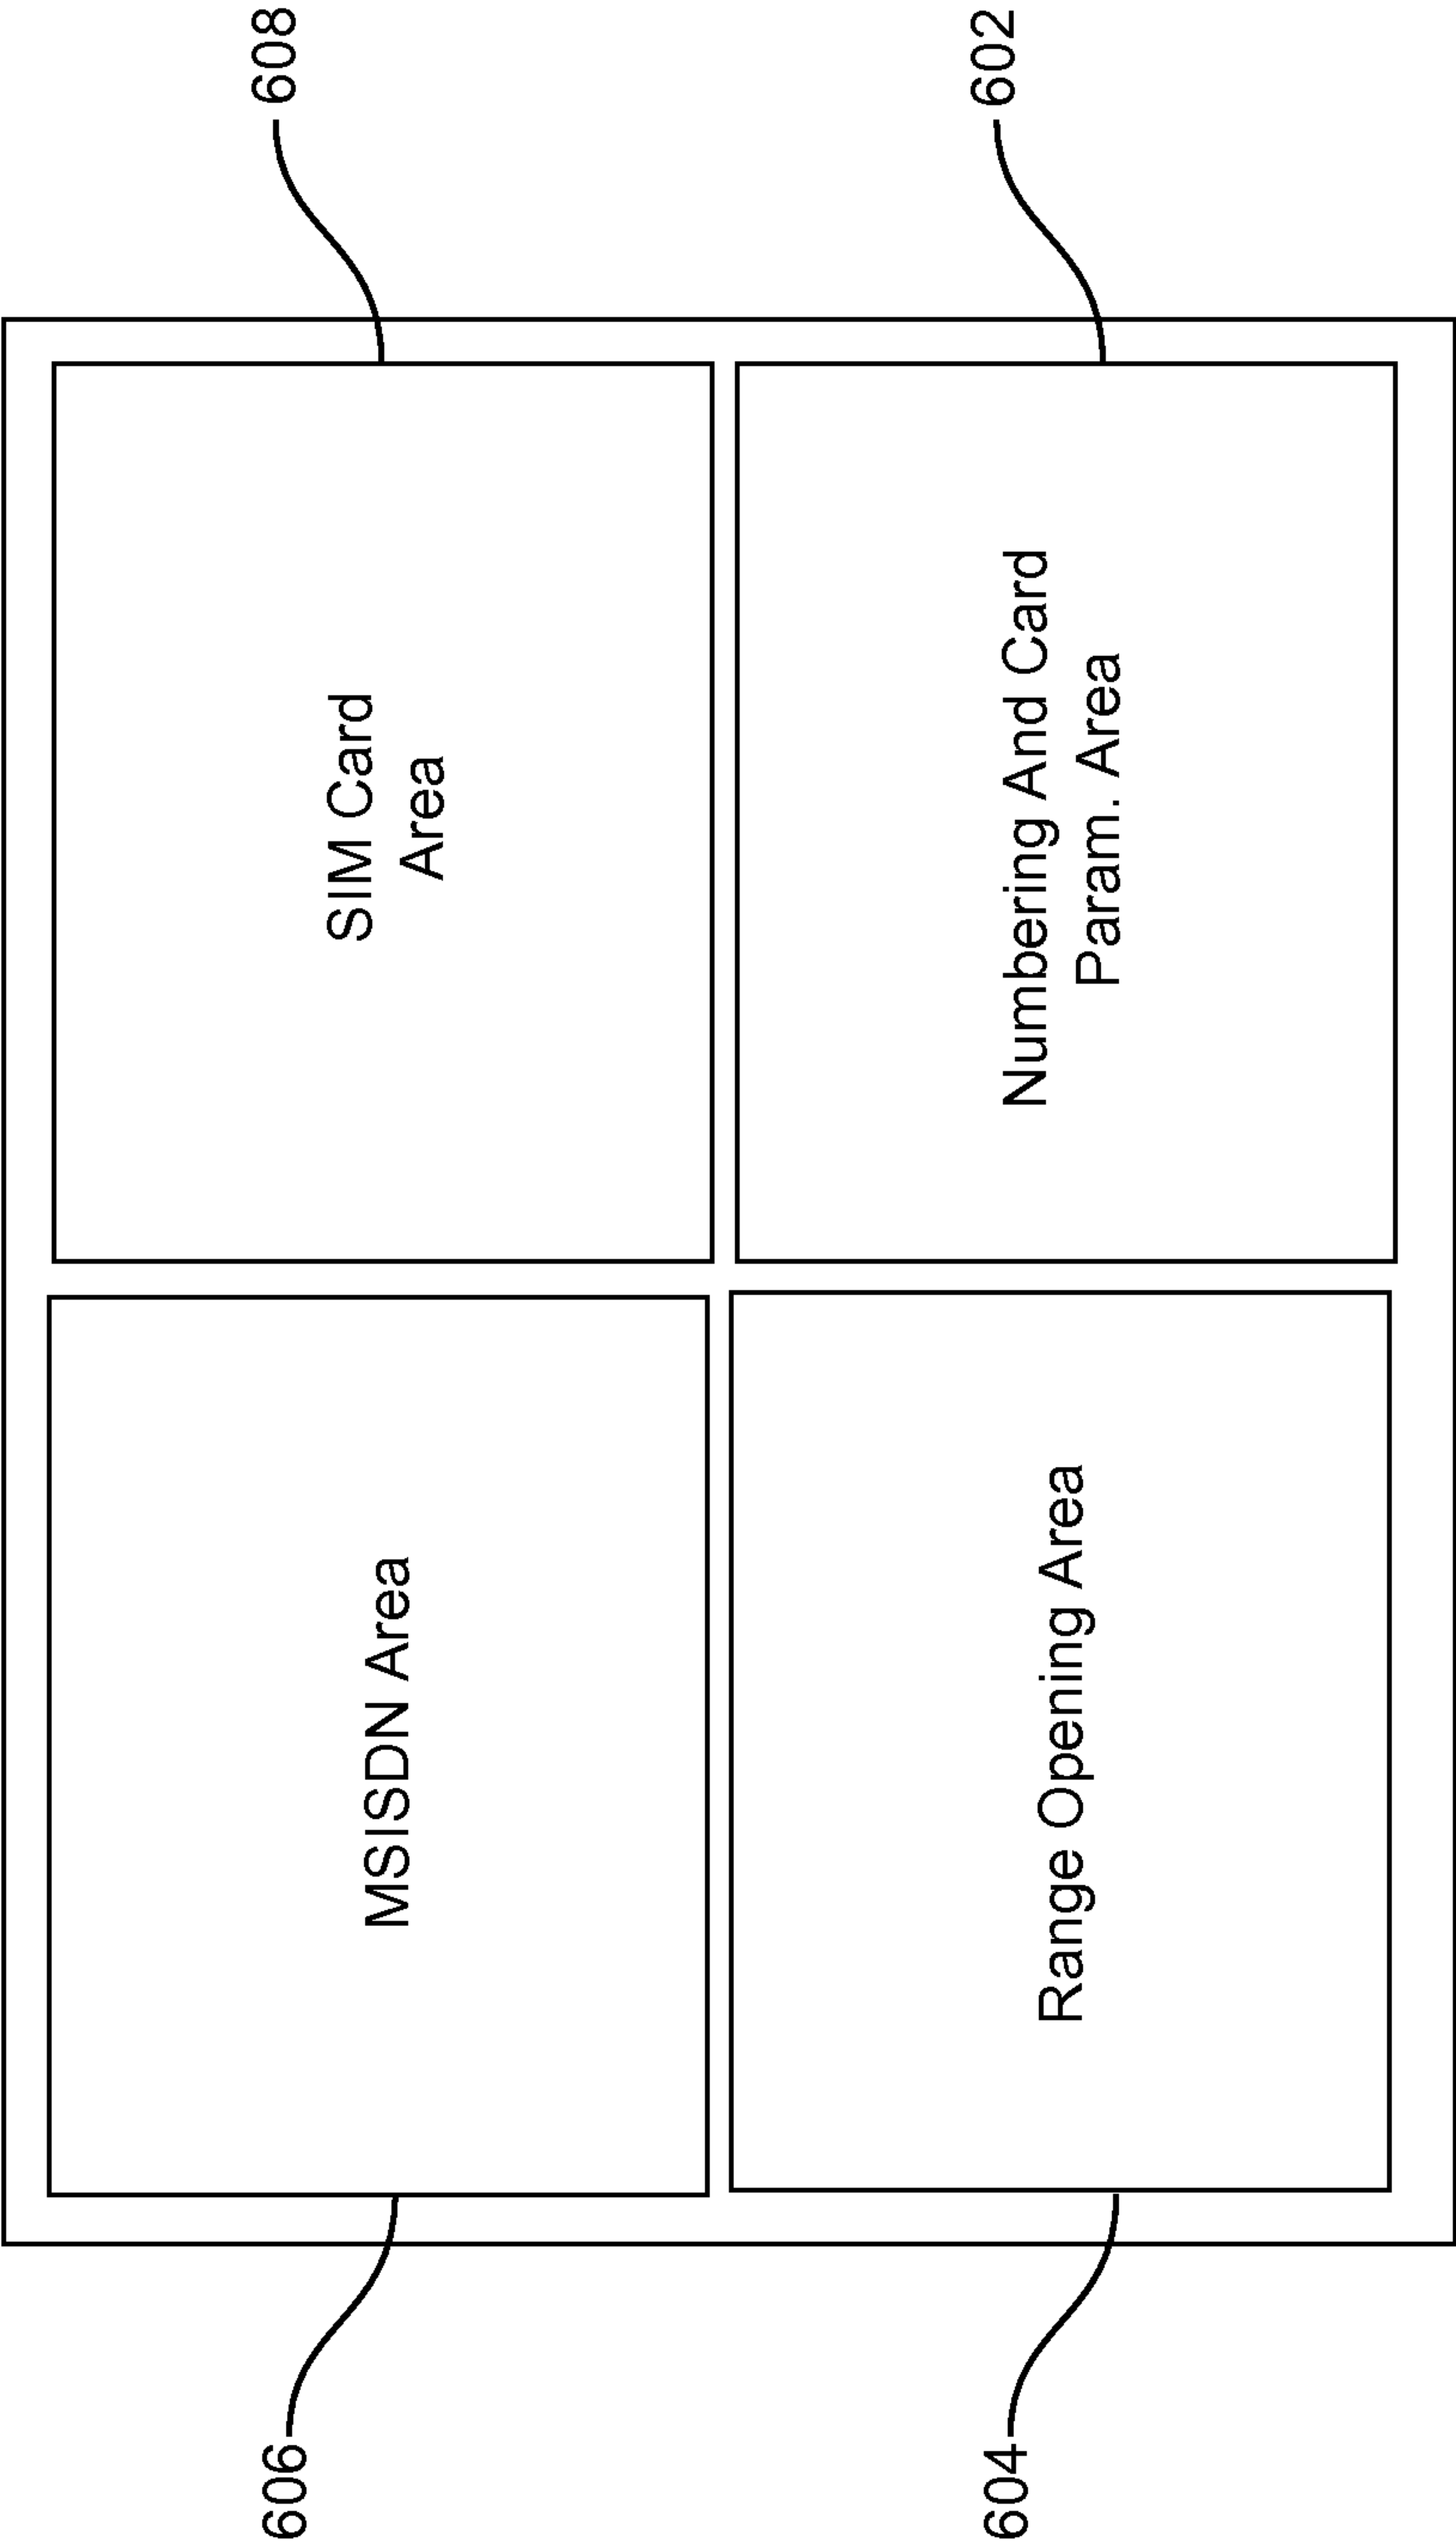 606
MSISDN Area
SIM Card
Area
608
604
Range Opening Area
Numbering And Card
Param. Area
602